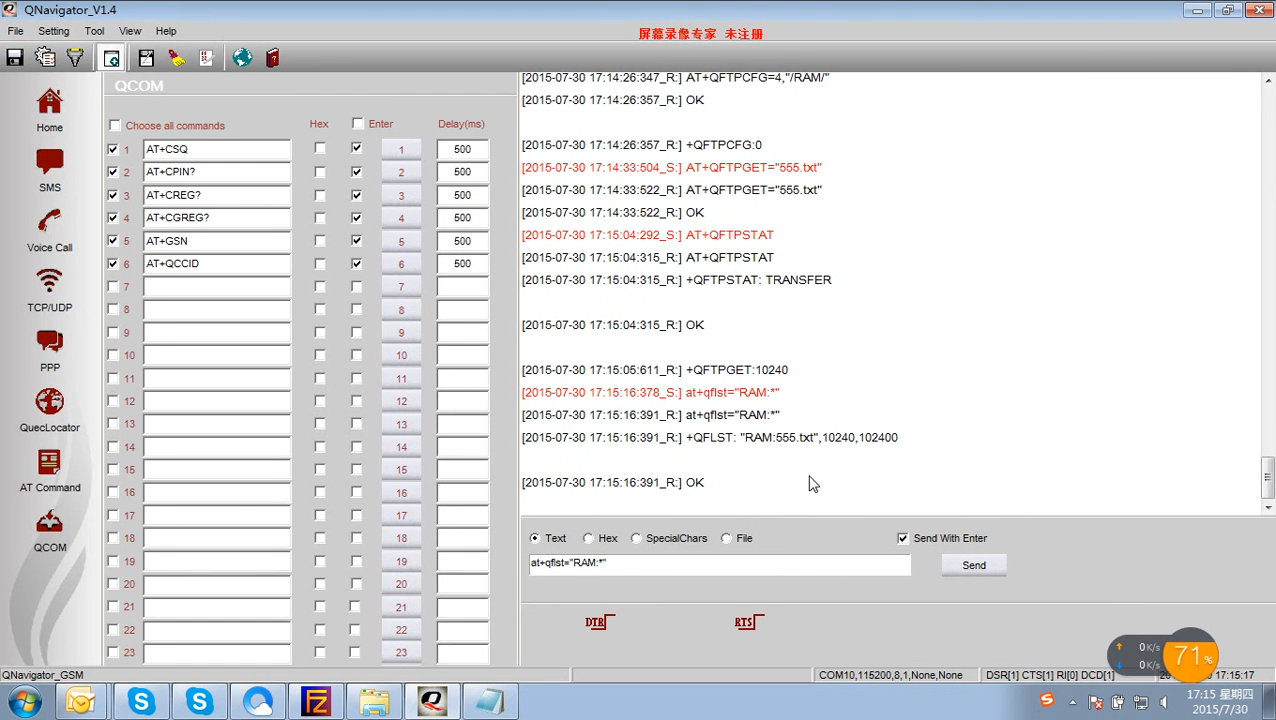 QNavigator_V1.4
File Setting Tool View Help
屏幕录像专家 未注册
Home
SMS
Voice Call
TCP/UDP
PPP
QuecLocator
AT Command
QCOM
QCOM
Choose all commands Hex Enter Delay(ms)
1 AT+CSQ 1 500
2 AT+CPIN? 2 500
3 AT+CREG? 3 500
4 AT+CGREG? 4 500
5 AT+GSN 5 500
6 AT+QCCID 6 500
7 7
8 8
9 9
10 10
11 11
12 12
13 13
14 14
15 15
16 16
17 17
18 18
19 19
20 20
21 21
22 22
23 23
[2015-07-30 17:14:26:347_R:] AT+QFTPCFG=4,"/RAM/"
[2015-07-30 17:14:26:357_R:] OK
[2015-07-30 17:14:26:357_R:] +QFTPCFG:0
[2015-07-30 17:14:33:504_S:] AT+QFTPGET="555.txt"
[2015-07-30 17:14:33:522_R:] AT+QFTPGET="555.txt"
[2015-07-30 17:14:33:522_R:] OK
[2015-07-30 17:15:04:292_S:] AT+QFTPSTAT
[2015-07-30 17:15:04:315_R:] AT+QFTPSTAT
[2015-07-30 17:15:04:315_R:] +QFTPSTAT: TRANSFER
[2015-07-30 17:15:04:315_R:] OK
[2015-07-30 17:15:05:611_R:] +QFTPGET:10240
[2015-07-30 17:15:16:378_S:] at+qflst="RAM:*"
[2015-07-30 17:15:16:391_R:] at+qflst="RAM:*"
[2015-07-30 17:15:16:391_R:] +QFLST: "RAM:555.txt",10240,102400
[2015-07-30 17:15:16:391_R:] OK
Text Hex SpecialChars File Send With Enter
at+qflst="RAM:*" Send
DTR RTS
0K/s
0K/s
71%
QNavigator_GSM COM10,115200,8,1,None,None DSR[1] CTS[1] RI[0] DCD[1] 17:15:17
17:15 星期四
2015/7/30